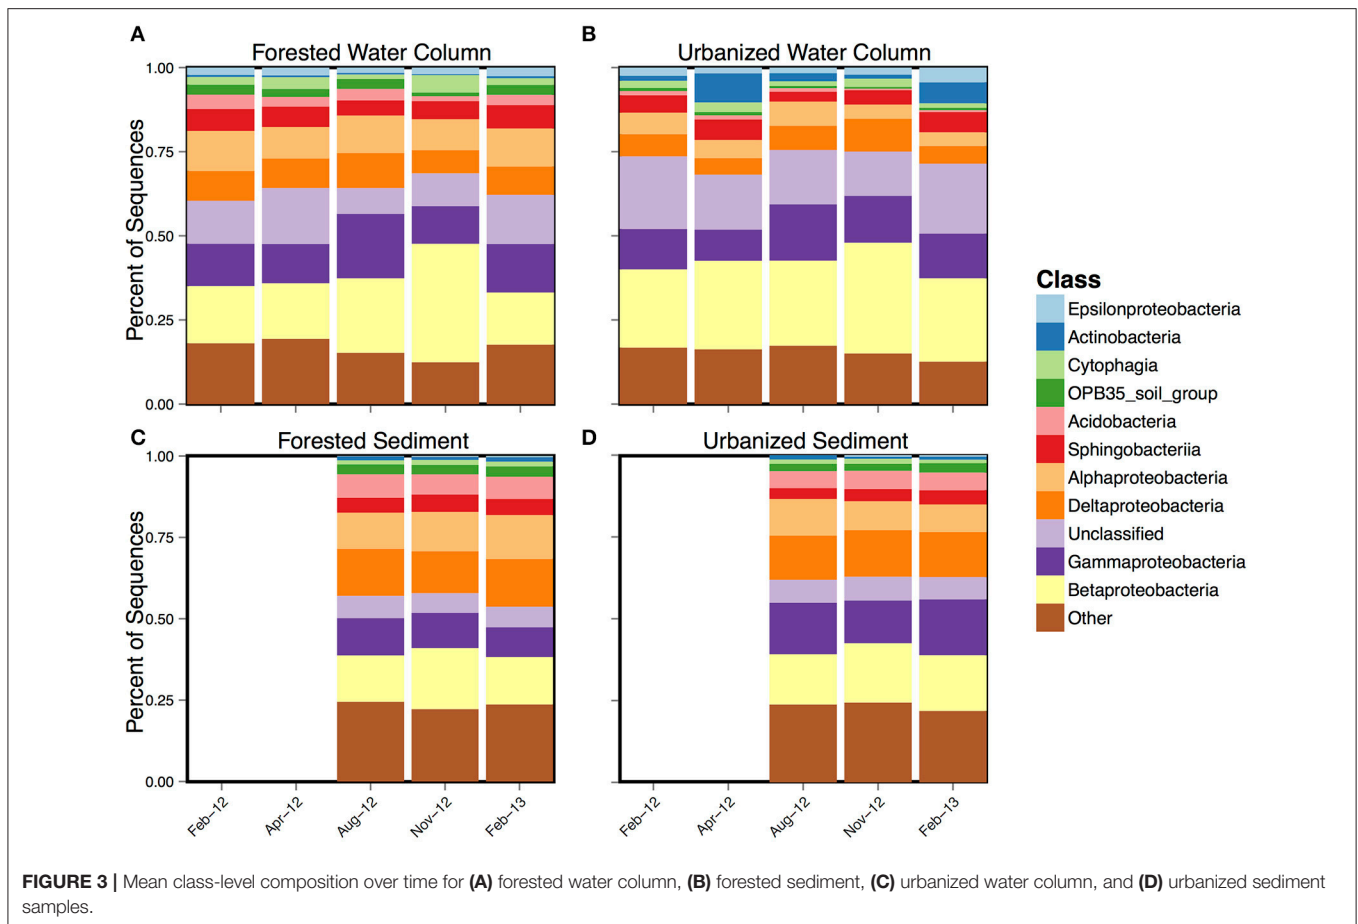 A
Forested Water Column
B
Urbanized Water Column
Percent of Sequences
1.00
0.75
0.50
0.25
0.00
C
Forested Sediment
D
Urbanized Sediment
Percent of Sequences
1.00
0.75
0.50
0.25
0.00
Feb-12
Apr-12
Aug-12
Nov-12
Feb-13
Feb-12
Apr-12
Aug-12
Nov-12
Feb-13
Class
Epsilonproteobacteria
Actinobacteria
Cytophagia
OPB35_soil_group
Acidobacteria
Sphingobacteriia
Alphaproteobacteria
Deltaproteobacteria
Unclassified
Gammaproteobacteria
Betaproteobacteria
Other
FIGURE 3 | Mean class-level composition over time for (A) forested water column, (B) forested sediment, (C) urbanized water column, and (D) urbanized sediment
samples.